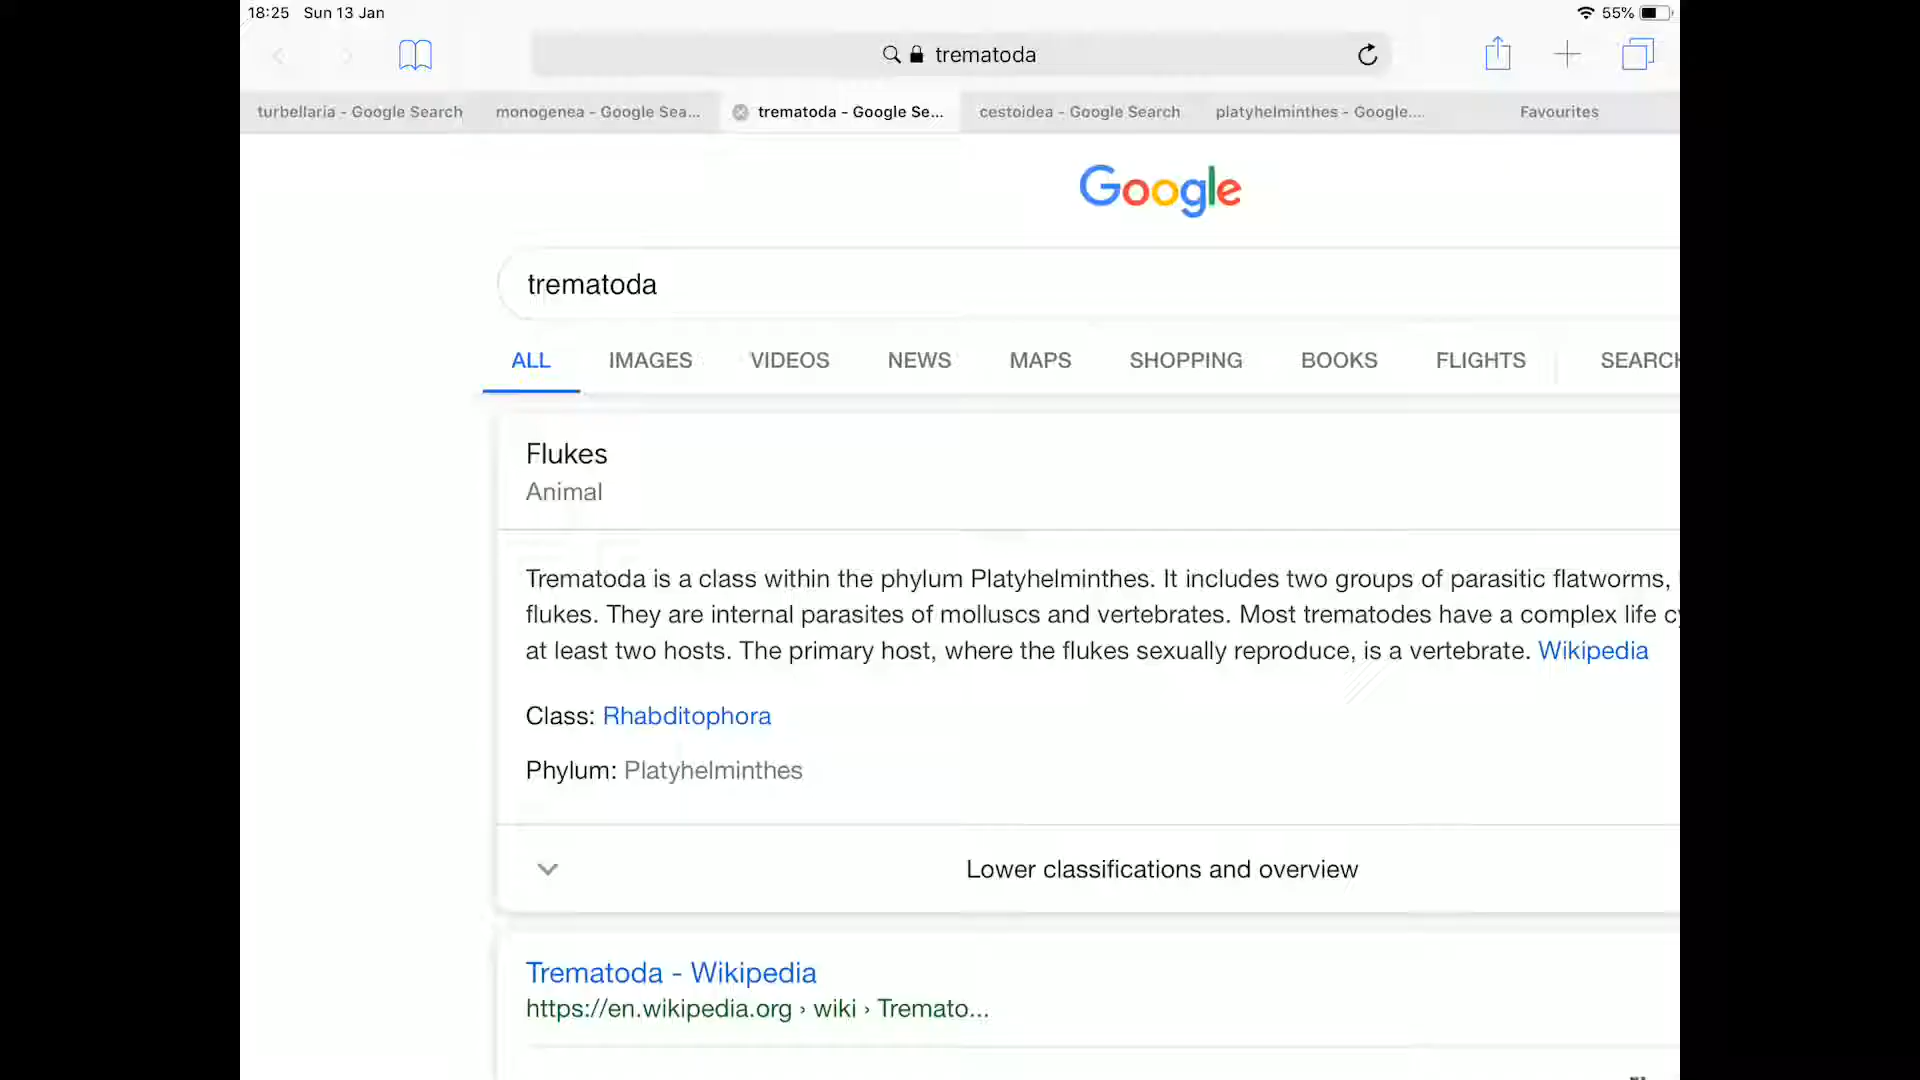 18:25 Sun 13 Jan 55%
trematoda
turbellaria - Google Search monogenea - Google Sea... trematoda - Google Se... cestoidea - Google Search platyhelminthes - Google.... Favourites
Google
trematoda
ALL IMAGES VIDEOS NEWS MAPS SHOPPING BOOKS FLIGHTS SEARCH
Flukes
Animal
Trematoda is a class within the phylum Platyhelminthes. It includes two groups of parasitic flatworms,
flukes. They are internal parasites of molluscs and vertebrates. Most trematodes have a complex life
at least two hosts. The primary host, where the flukes sexually reproduce, is a vertebrate. Wikipedia
Class: Rhabditophora
Phylum: Platyhelminthes
Lower classifications and overview
Trematoda - Wikipedia
https://en.wikipedia.org › wiki › Tremato...